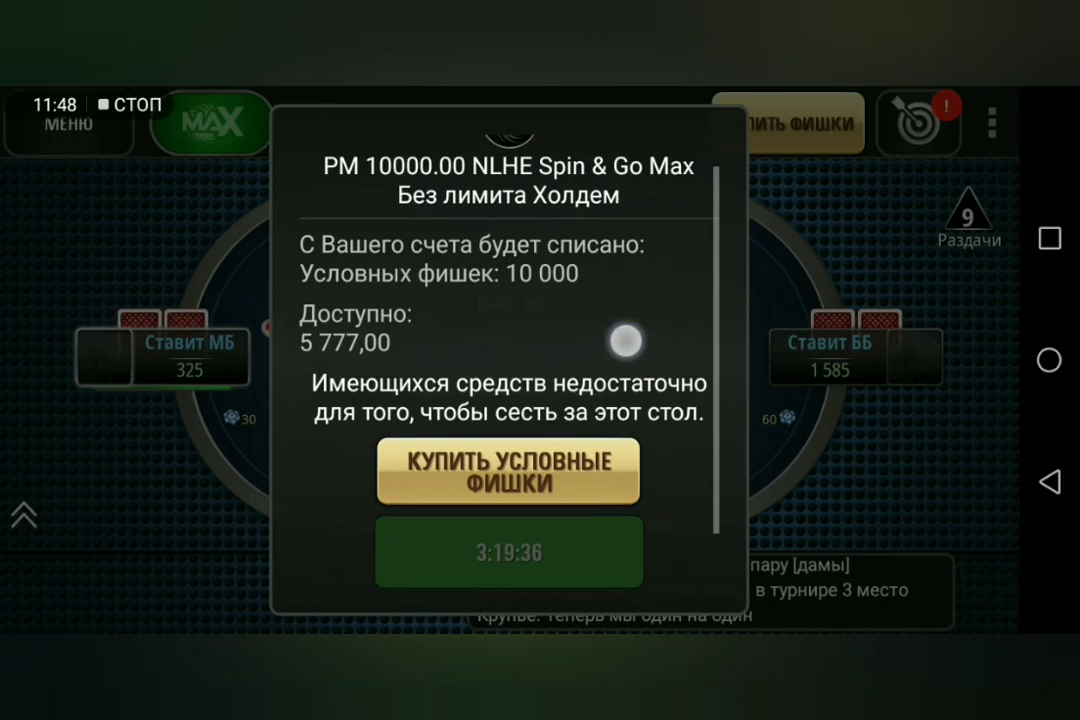 11:48 СТОП
МЕНЮ
MAX
ПИТЬ ФИШКИ
!
PM 10000.00 NLHE Spin & Go Max
Без лимита Холдем
9
Раздачи
С Вашего счета будет списано:
Условных фишек: 10 000
Доступно:
5 777,00
Ставит МБ
325
Ставит ББ
1 585
30
60
Имеющихся средств недостаточно
для того, чтобы сесть за этот стол.
КУПИТЬ УСЛОВНЫЕ
ФИШКИ
3:19:36
пару [дамы]
в турнире 3 место
Крупье: Теперь мы один на один